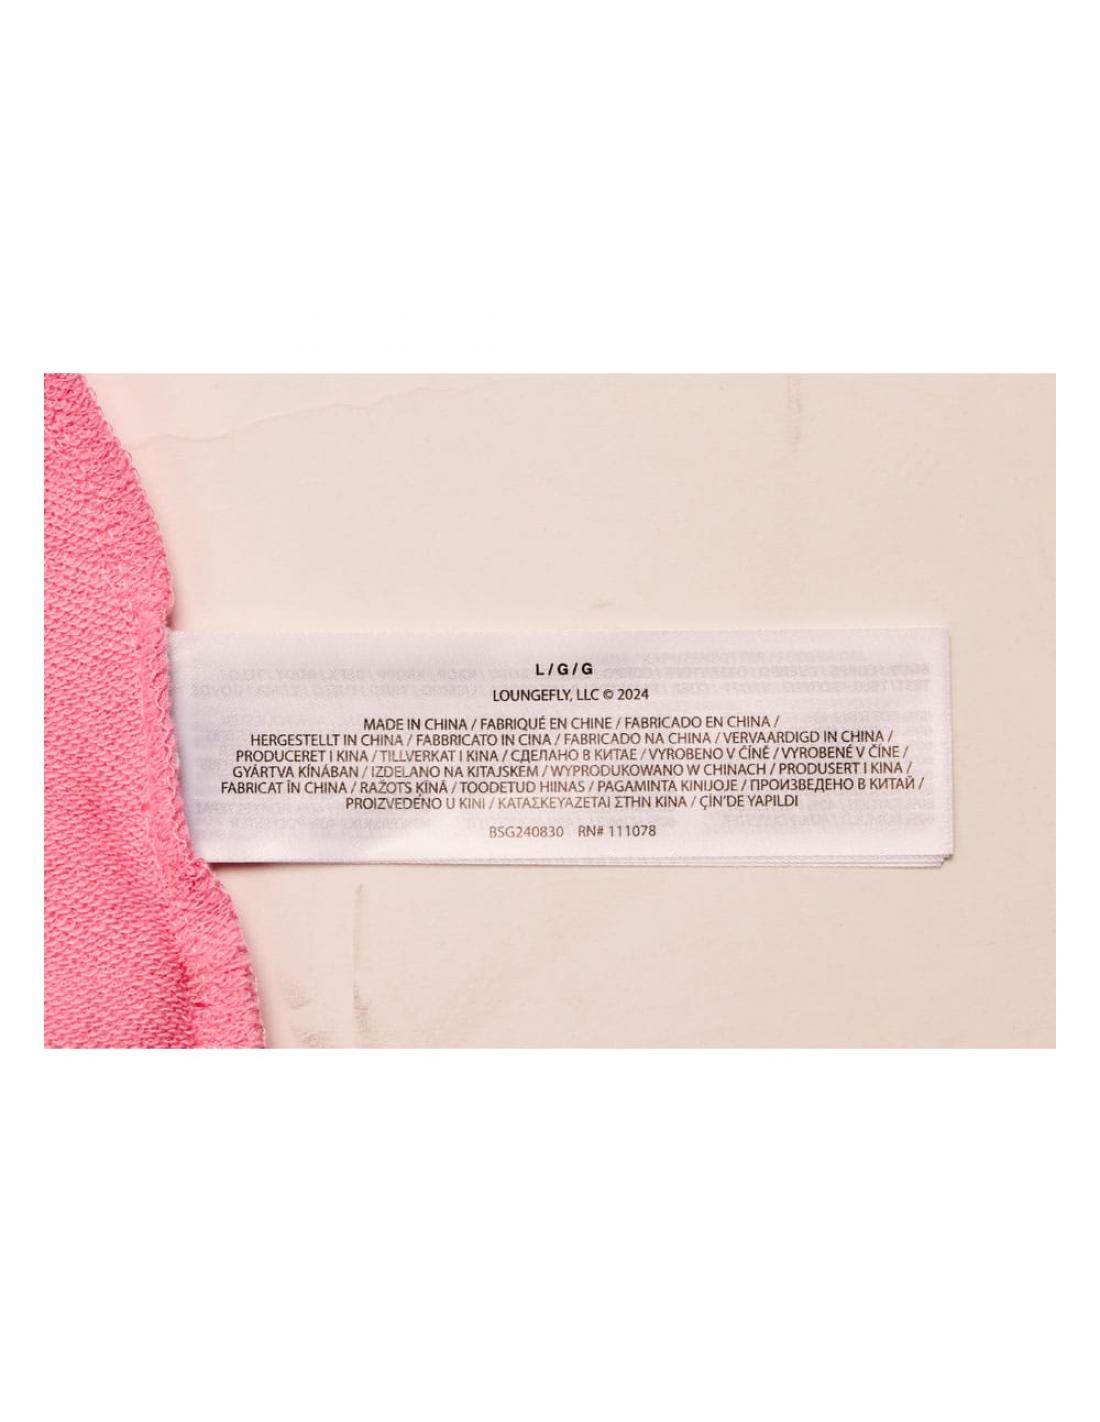 L / G / G
LOUNGEFLY, LLC © 2024
MADE IN CHINA / FABRIQUÉ EN CHINE / FABRICADO EN CHINA /
HERGESTELLT IN CHINA / FABBRICATO IN CINA / FABRICADO NA CHINA / VERVAARDIGD IN CHINA /
PRODUCERET I KINA / TILLVERKAT I KINA / СДЕЛАНО В КИТАЕ / VYROBENO V ČÍNĚ / VYROBENÉ V ČÍNE /
GYÁRTVA KÍNÁBAN / IZDELANO NA KITAJSKEM / WYPRODUKOWANO W CHINACH / PRODUSERT I KINA /
FABRICAT ÎN CHINA / RAŽOTS ĶĪNĀ / TOODETUD HIINAS / PAGAMINTA KINIJOJE / ПРОИЗВЕДЕНО В КИТАЙ /
PROIZVEDENO U KINI / ΚΑΤΑΣΚΕΥΑΖΕΤΑΙ ΣΤΗΝ ΚΙΝΑ / ÇİN'DE YAPILDI
BSG240830 RN# 111078